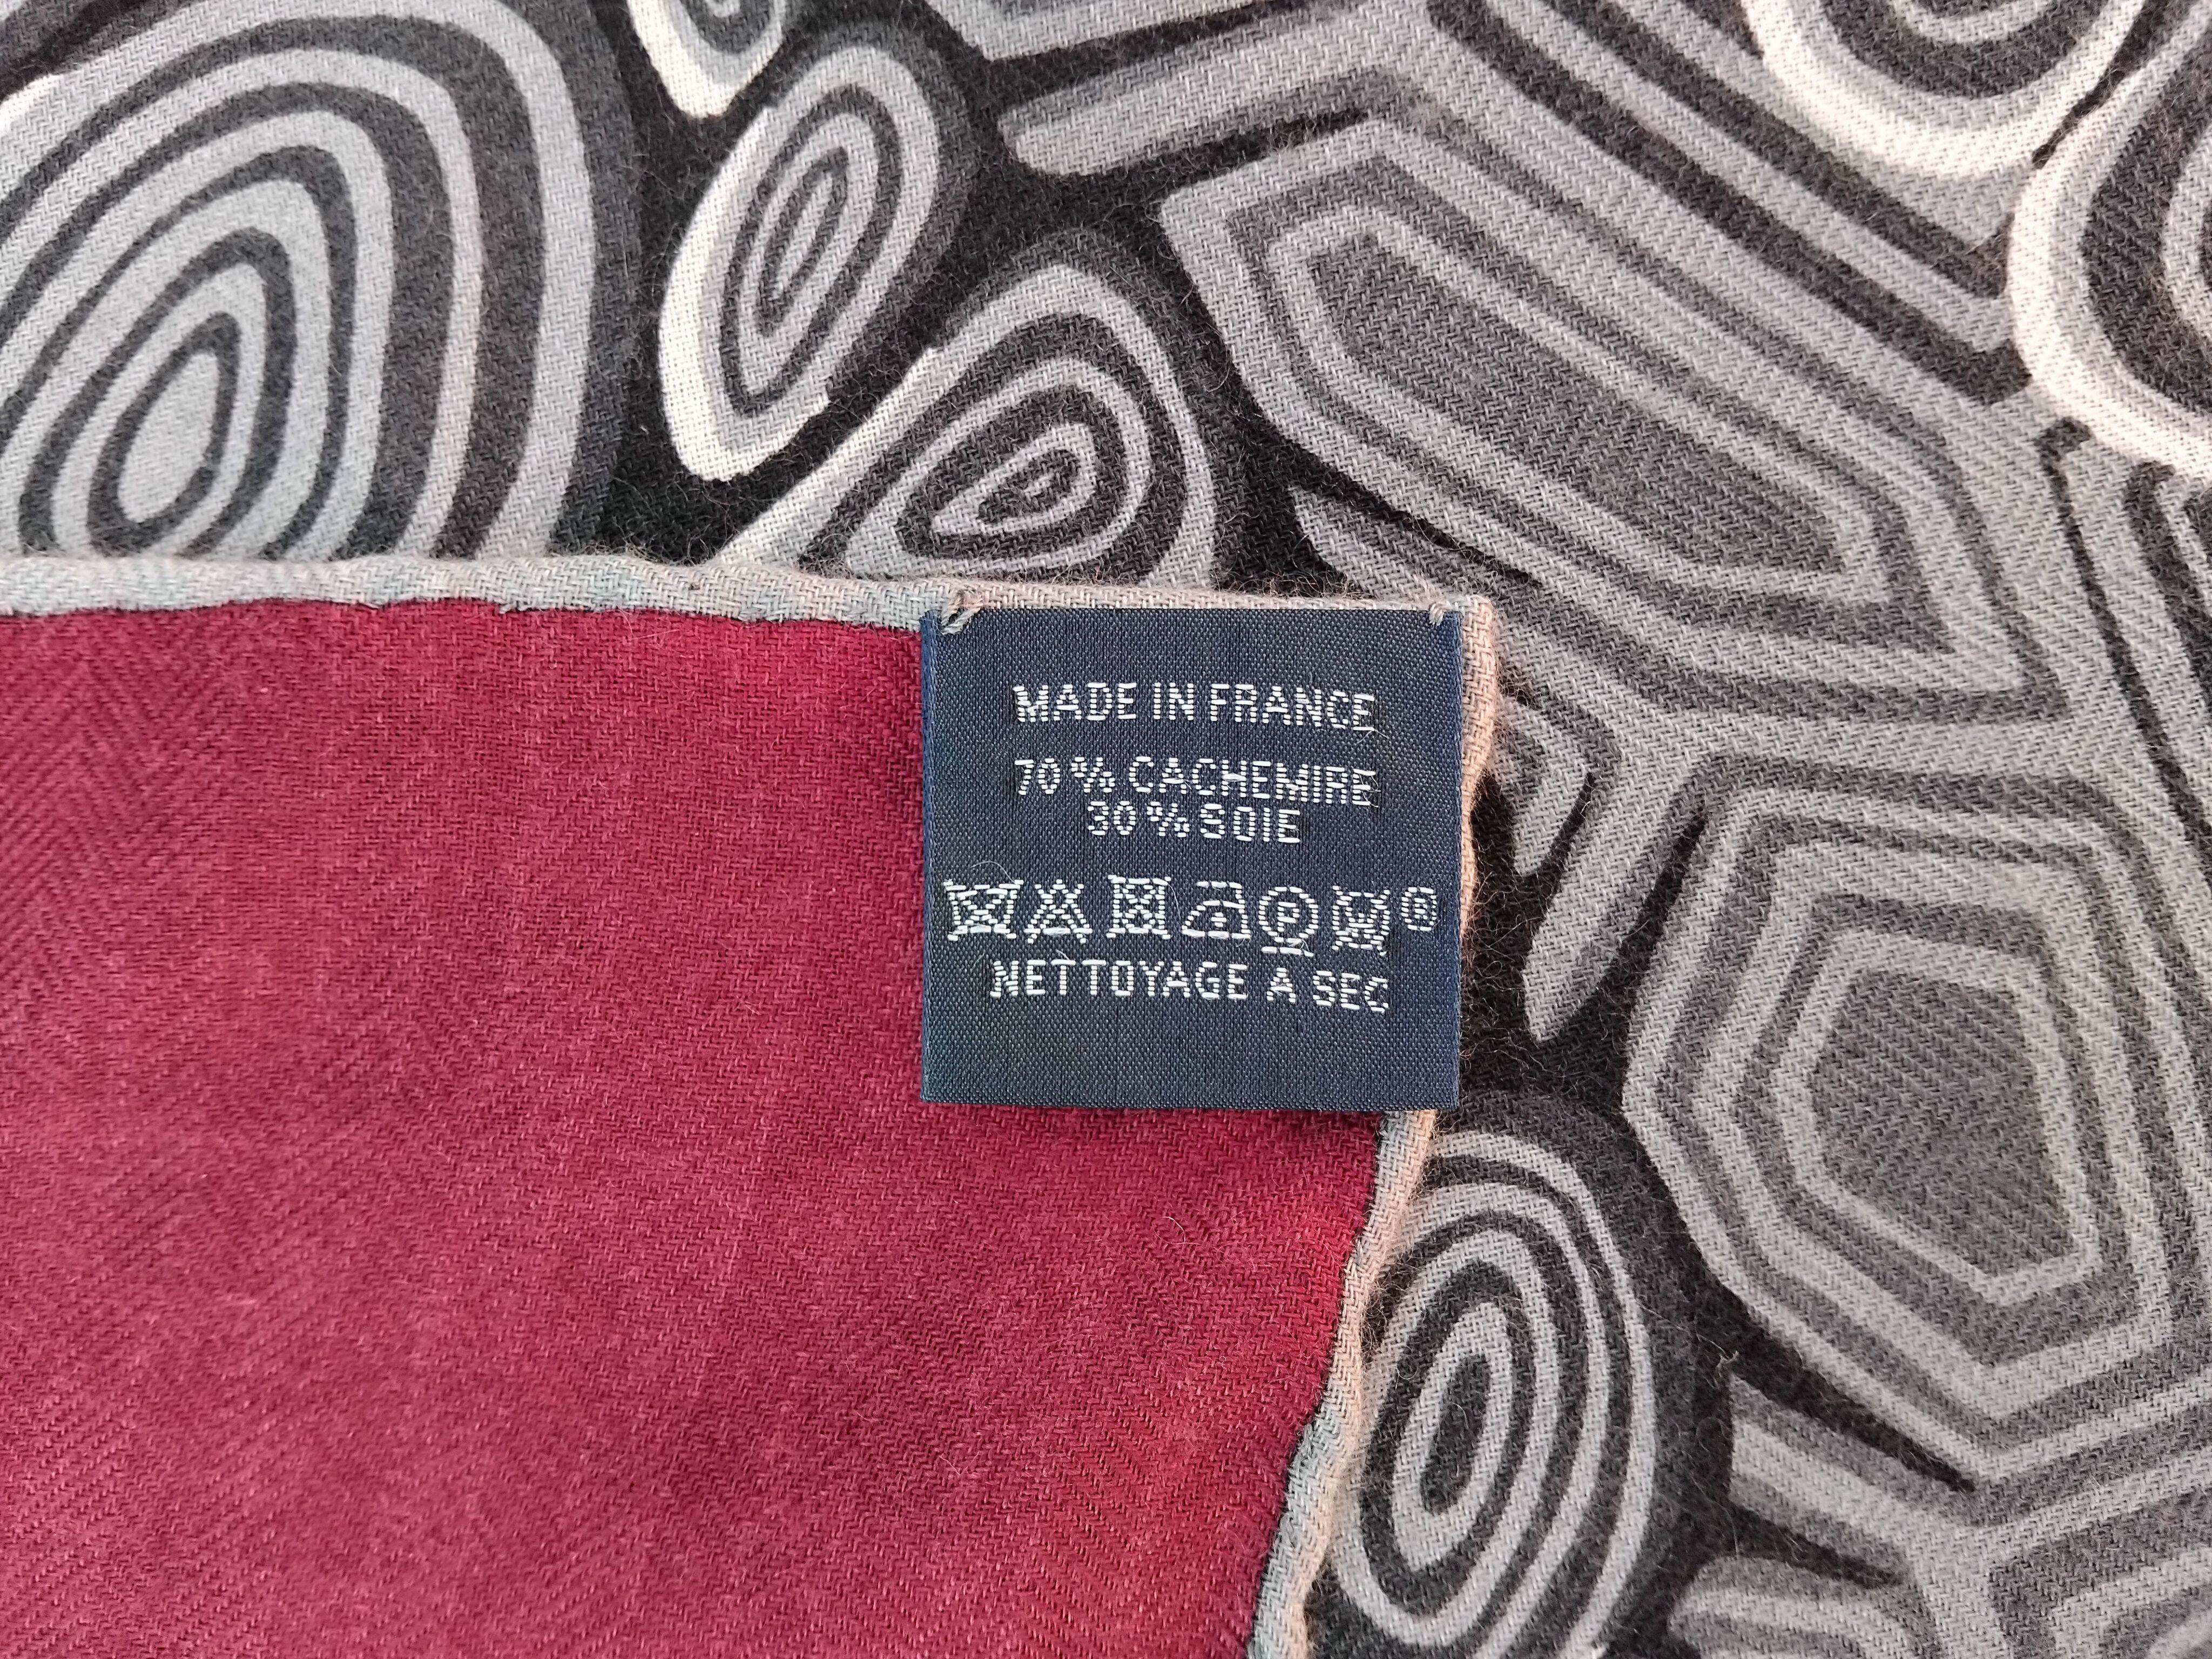 MADE IN FRANCE
70 % CACHEMIRE
30 % SOIE
P ®
NETTOYAGE A SEC